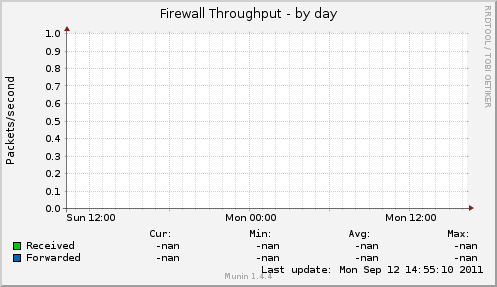 Firewall Throughput - by day
RRDTOOL / TOBI OETIKER
Packets/second
1.0
0.9
0.8
0.7
0.6
0.5
0.4
0.3
0.2
0.1
0.0
Sun 12:00 Mon 00:00 Mon 12:00
Cur: Min: Avg: Max:
Received -nan -nan -nan -nan
Forwarded -nan -nan -nan -nan
Last update: Mon Sep 12 14:55:10 2011
Munin 1.4.4